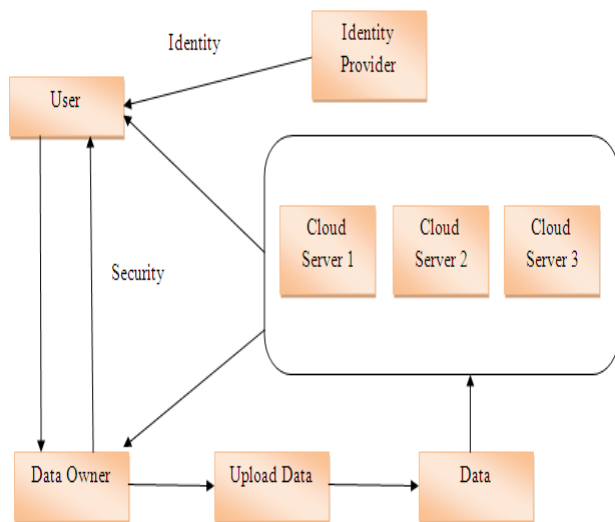 Identity
Identity
Provider
User
Cloud
Server 1
Cloud
Server 2
Cloud
Server 3
Security
Data Owner
Upload Data
Data